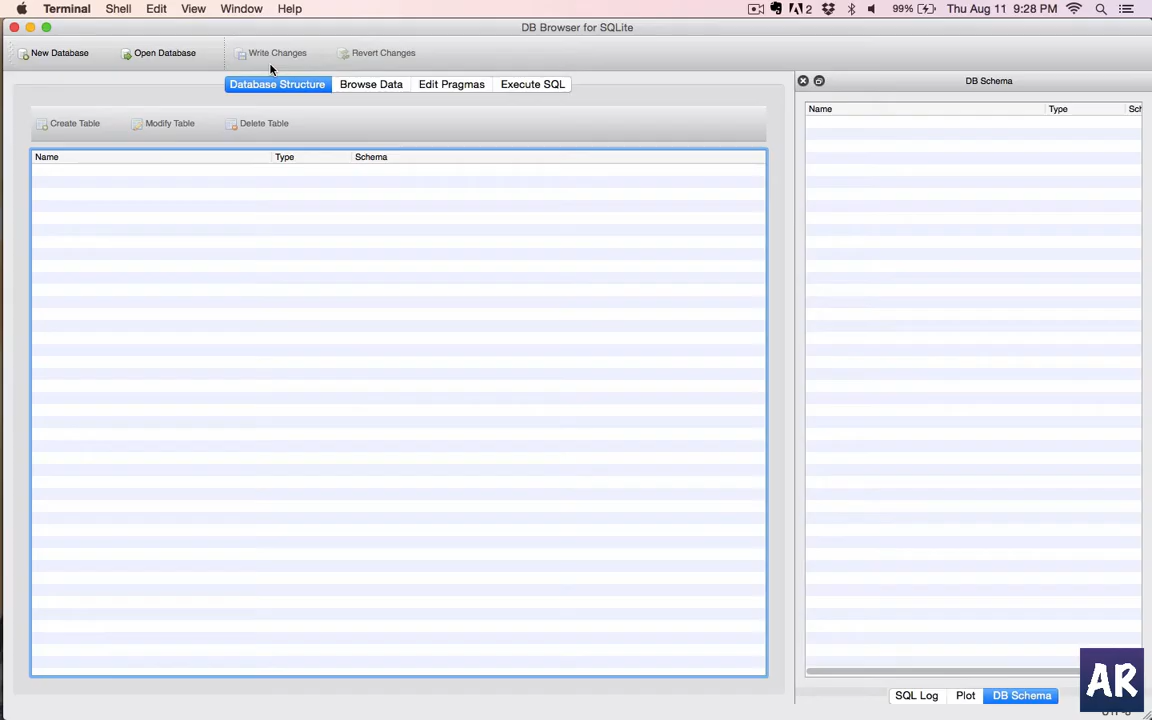 Terminal Shell Edit View Window Help 2 99% Thu Aug 11 9:28 PM
DB Browser for SQLite
New Database Open Database Write Changes Revert Changes
Database Structure Browse Data Edit Pragmas Execute SQL
DB Schema
Create Table Modify Table Delete Table
Name Type Schema
Name Type Sch
SQL Log Plot DB Schema
AR